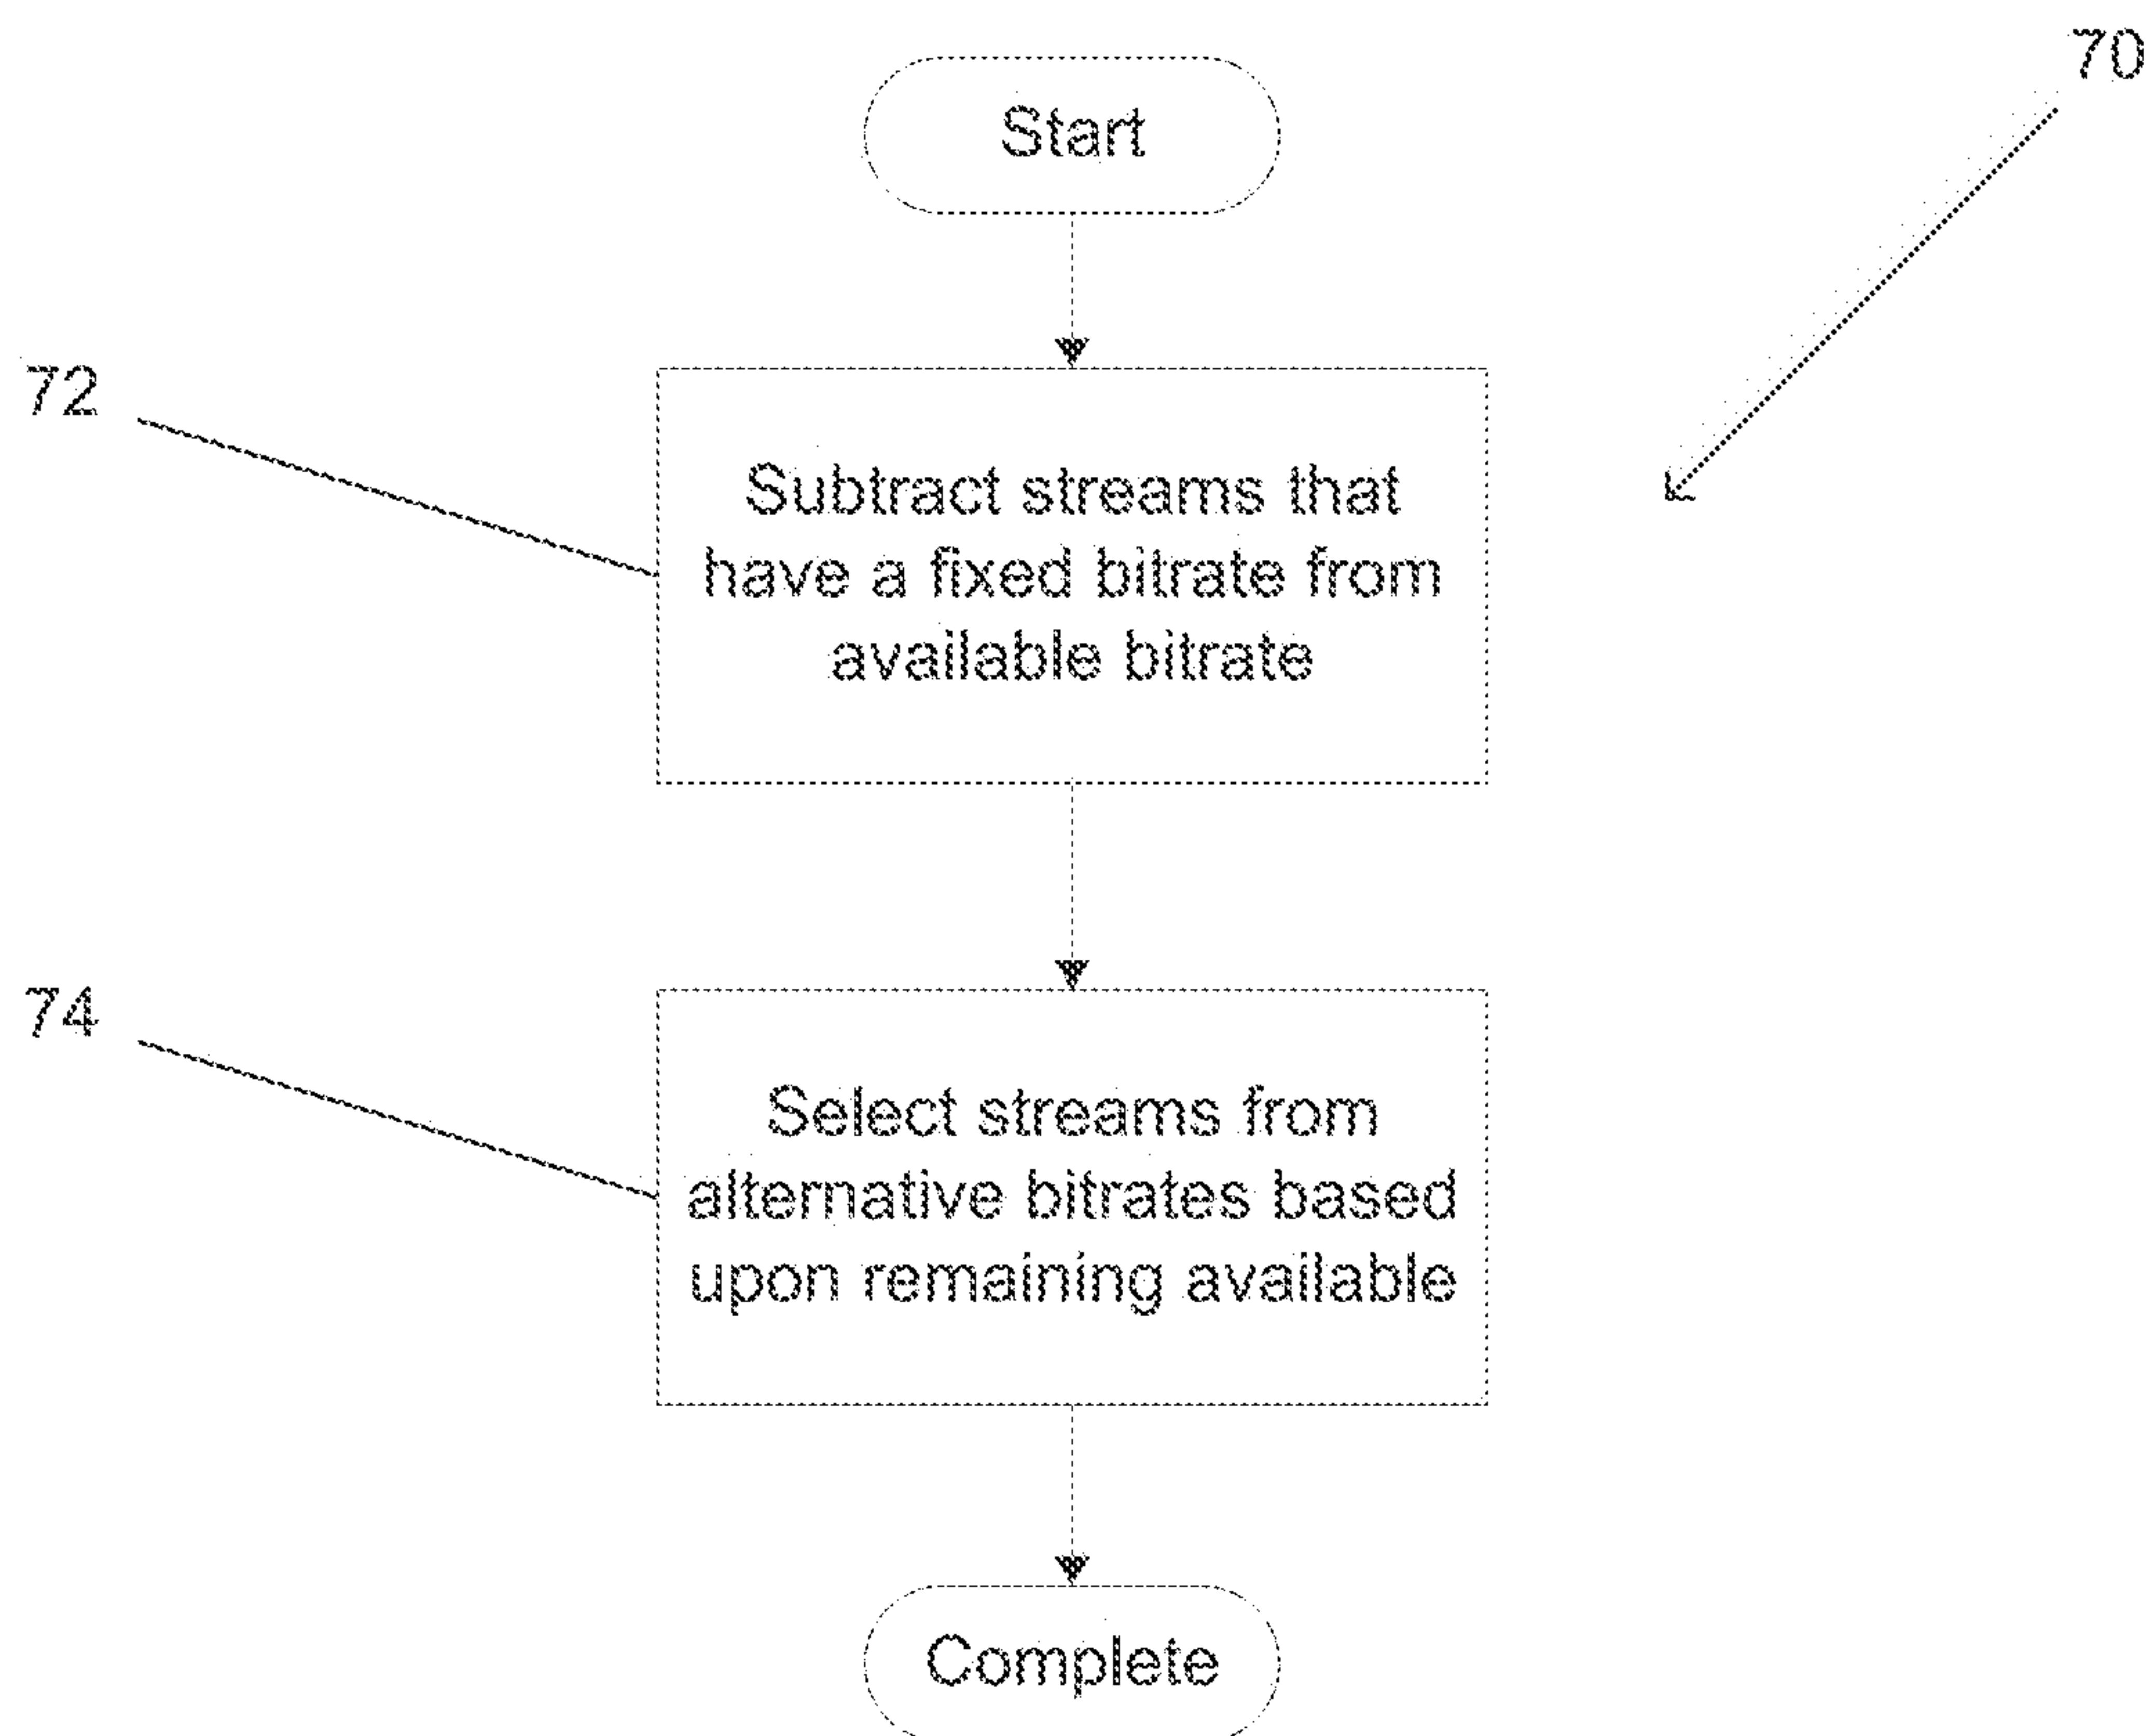 70
Start
72
Subtract streams that
have a fixed bitrate from
available bitrate
74
Select streams from
alternative bitrates based
upon remaining available
Complete